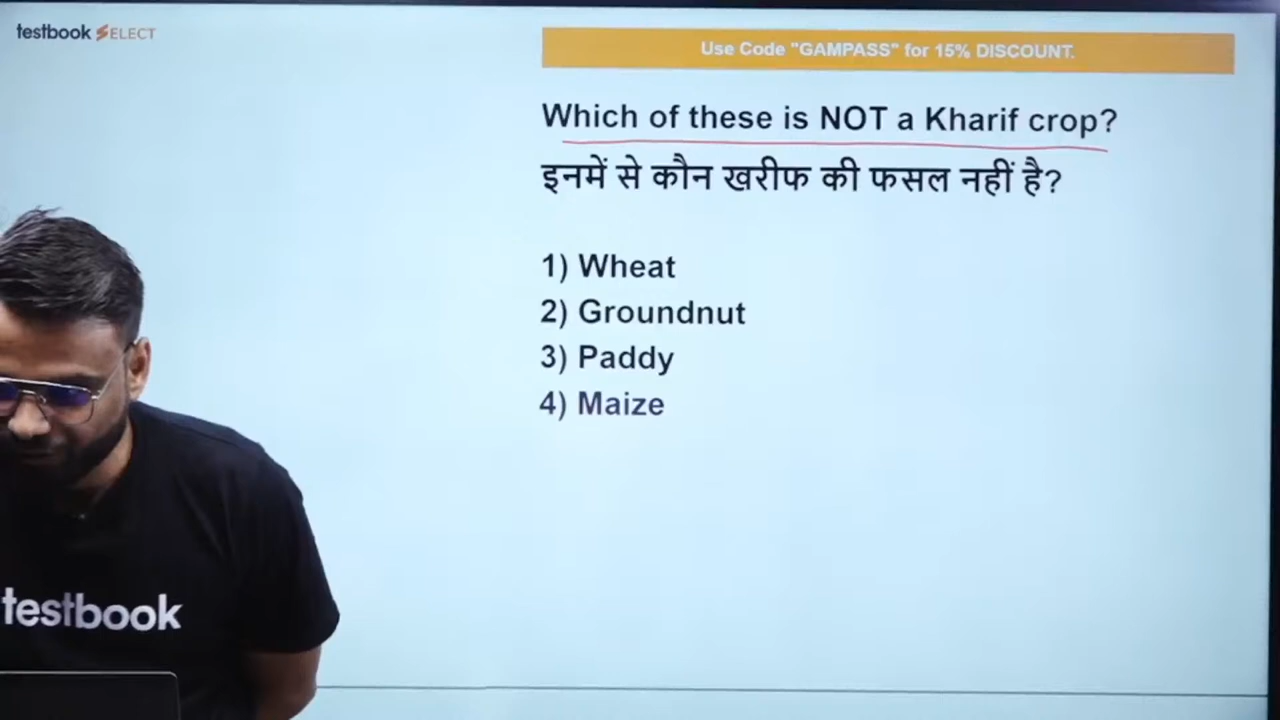 testbook SELECT
Use Code "GAMPASS" for 15% DISCOUNT.
Which of these is NOT a Kharif crop?
इनमें से कौन खरीफ की फसल नहीं है?
1) Wheat
2) Groundnut
3) Paddy
4) Maize
testbook